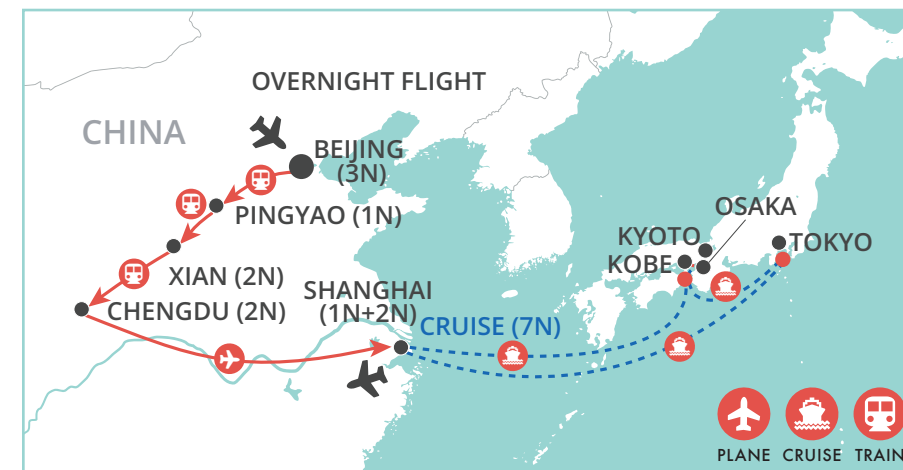 OVERNIGHT FLIGHT
CHINA
BEIJING
(3N)
PINGYAO (1N)
OSAKA
KYOTO
TOKYO
KOBE
XIAN (2N)
SHANGHAI
(1N+2N)
CHENGDU (2N)
CRUISE (7N)
PLANE CRUISE TRAIN